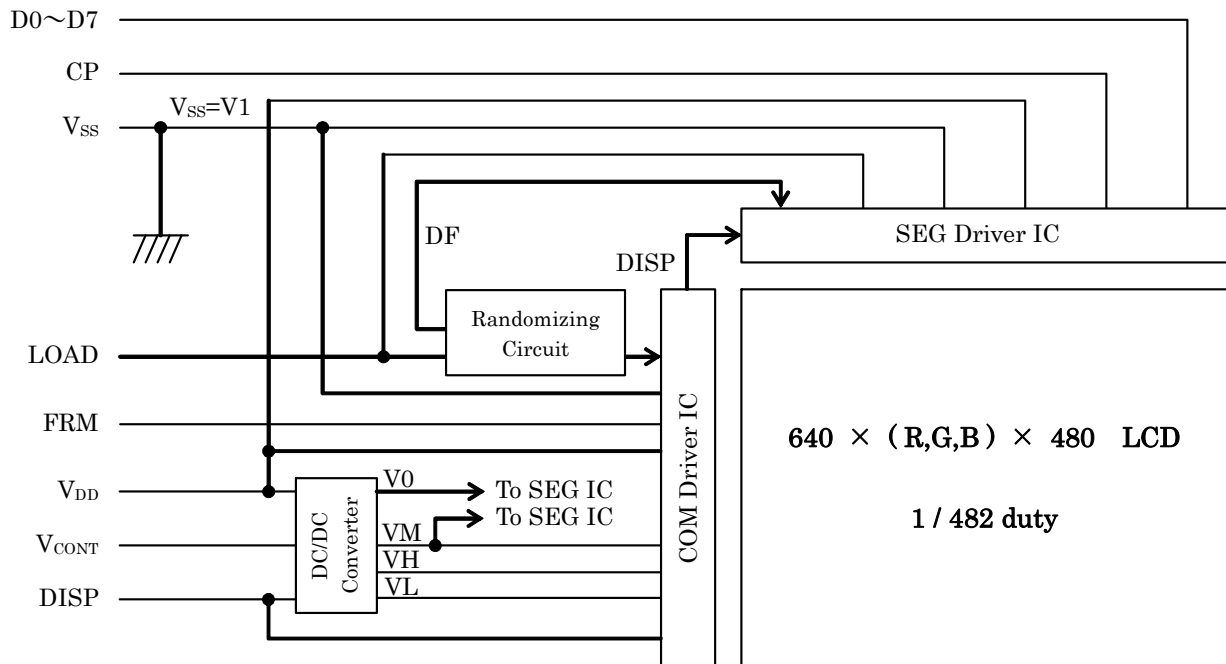 D0～D7
CP
VSS=V1
VSS
DF
SEG Driver IC
DISP
Randomizing
Circuit
LOAD
FRM
COM Driver IC
640 × (R,G,B) × 480 LCD
1 / 482 duty
VDD
V0
To SEG IC
To SEG IC
DC/DC
Converter
VCONT
VM
VH
DISP
VL